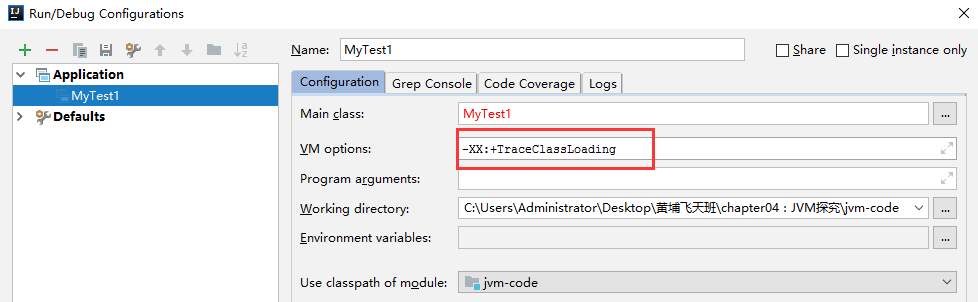 Run/Debug Configurations
Name: MyTest1 Share Single instance only
Application
MyTest1
Defaults
Configuration Grep Console Code Coverage Logs
Main class: MyTest1 ...
VM options: -XX:+TraceClassLoading
Program arguments:
Working directory: C:\Users\Administrator\Desktop\黄埔飞天班\chapter04：JVM探究\jvm-code ...
Environment variables: ...
Use classpath of module: jvm-code